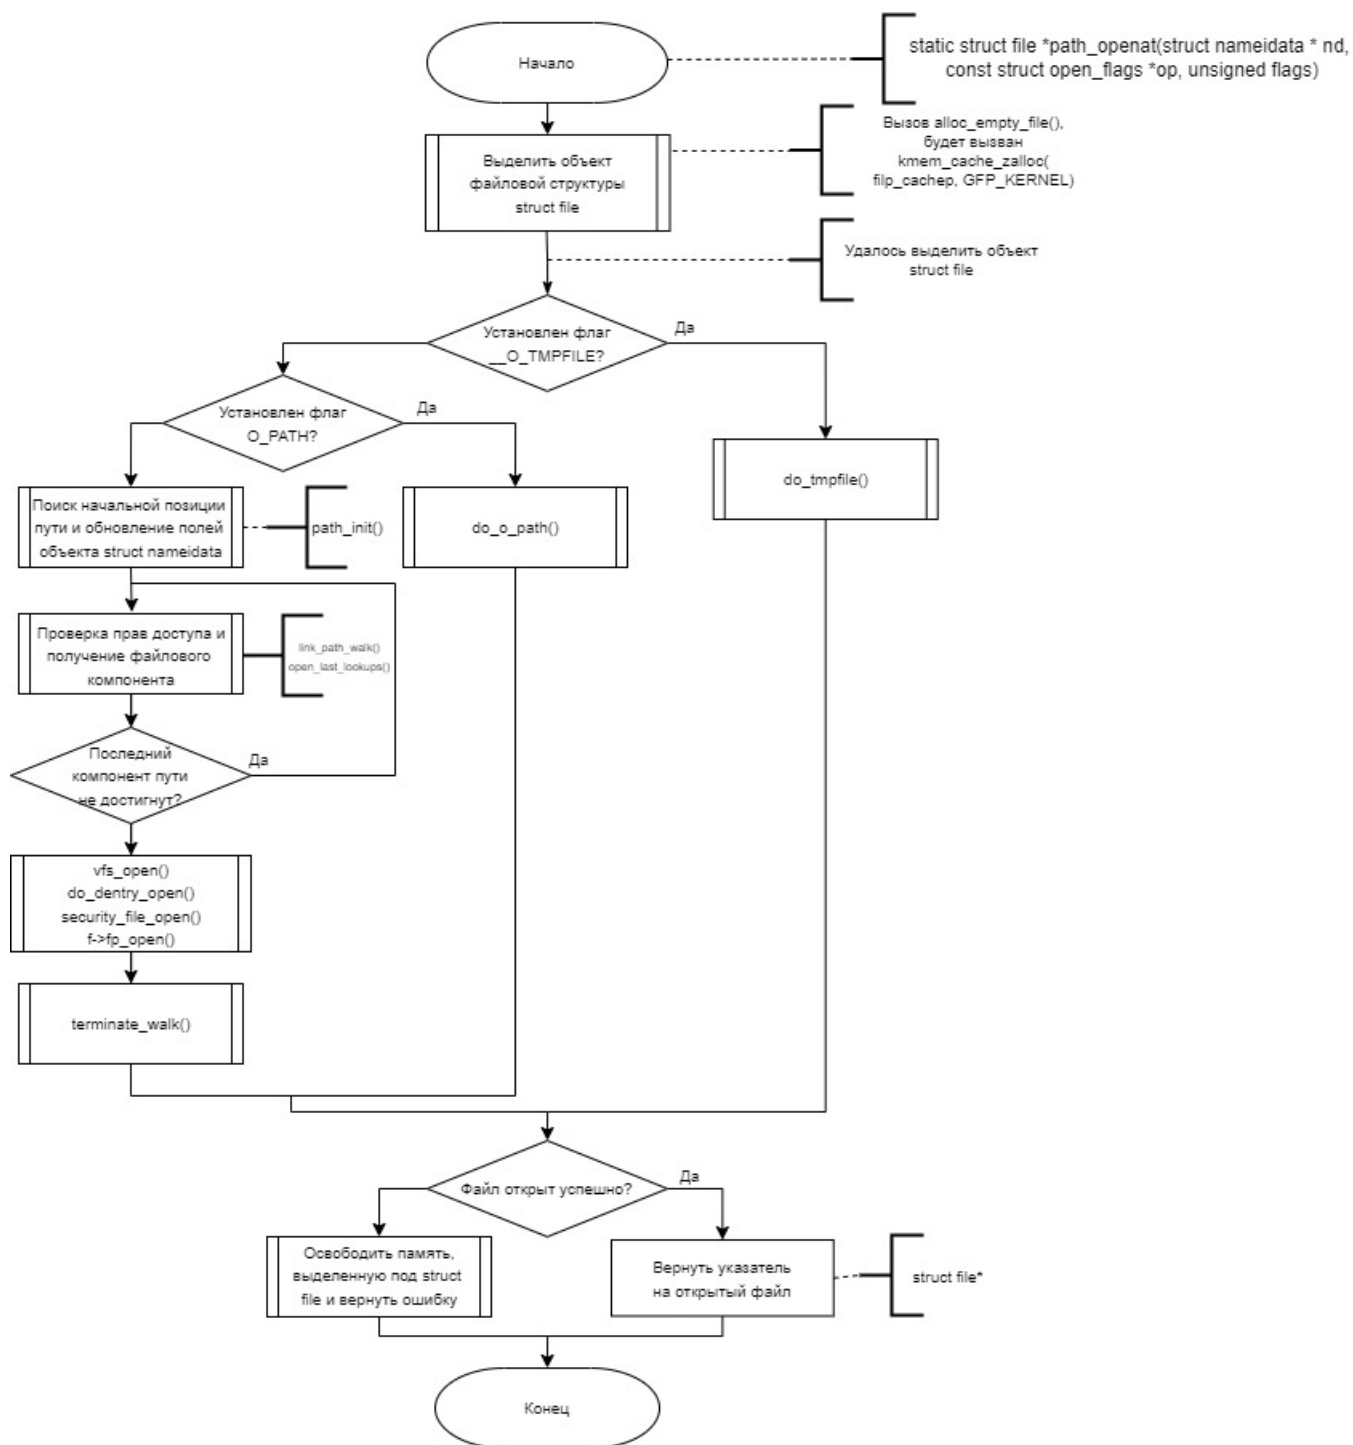 Начало
static struct file *path_openat(struct nameidata * nd,
const struct open_flags *op, unsigned flags)
Выделить объект
файловой структуры
struct file
Вызов alloc_empty_file(),
будет вызван
kmem_cache_zalloc(
filp_cachep, GFP_KERNEL)
Удалось выделить объект
struct file
Установлен флаг
__O_TMPFILE?
Да
Установлен флаг
O_PATH?
Да
do_tmpfile()
Поиск начальной позиции
пути и обновление полей
объекта struct nameidata
path_init()
do_o_path()
Проверка прав доступа и
получение файлового
компонента
link_path_walk()
open_last_lookups()
Последний
компонент пути
не достигнут?
Да
vfs_open()
do_dentry_open()
security_file_open()
f->fp_open()
terminate_walk()
Файл открыт успешно?
Да
Освободить память,
выделенную под struct
file и вернуть ошибку
Вернуть указатель
на открытый файл
struct file*
Конец